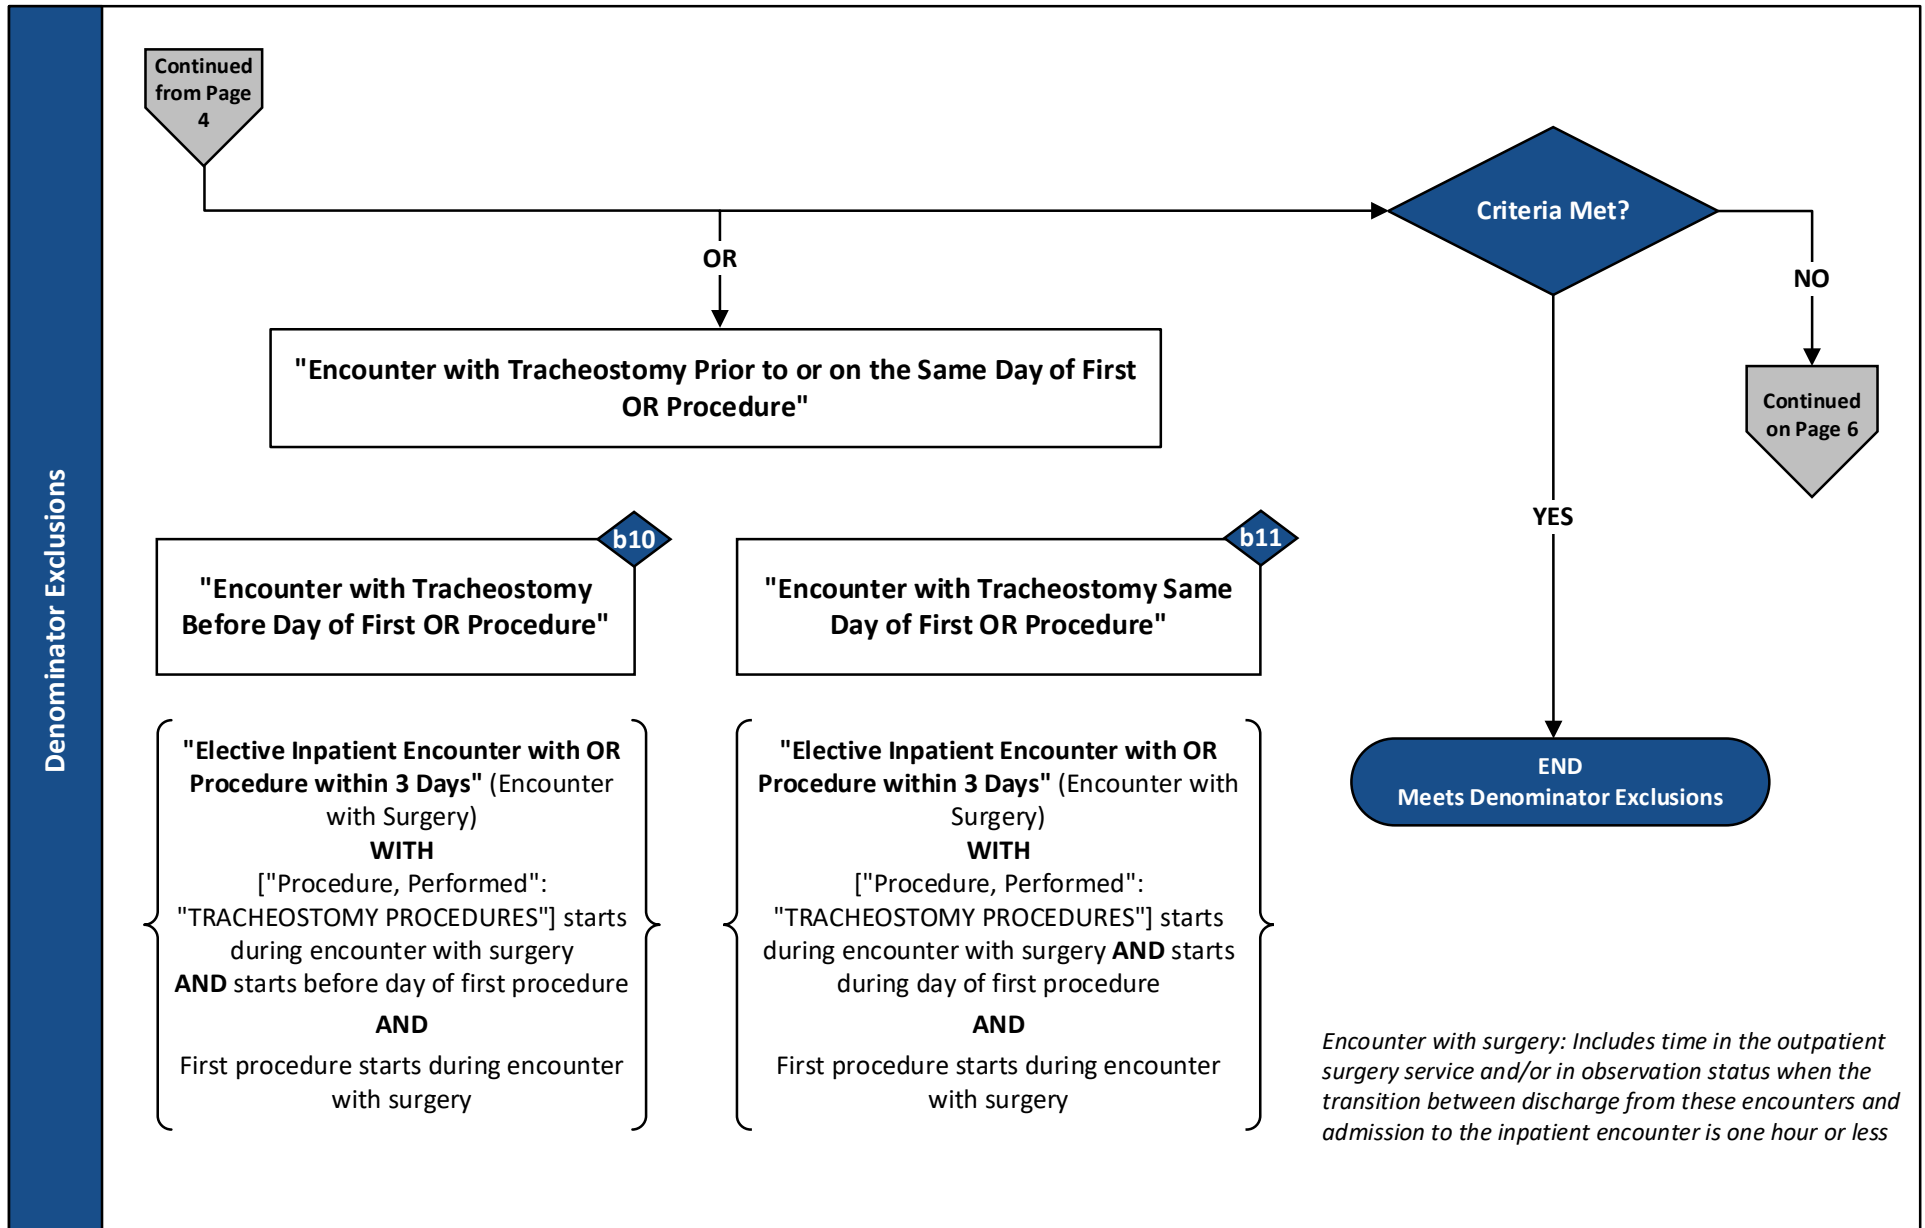 Denominator Exclusions
Continued
from Page
4
OR
Criteria Met?
NO
Continued
on Page 6
YES
END
Meets Denominator Exclusions
"Encounter with Tracheostomy Prior to or on the Same Day of First
OR Procedure"
b10
"Encounter with Tracheostomy
Before Day of First OR Procedure"
"Elective Inpatient Encounter with OR
Procedure within 3 Days" (Encounter
with Surgery)
WITH
["Procedure, Performed":
"TRACHEOSTOMY PROCEDURES"] starts
during encounter with surgery
AND starts before day of first procedure
AND
First procedure starts during encounter
with surgery
b11
"Encounter with Tracheostomy Same
Day of First OR Procedure"
"Elective Inpatient Encounter with OR
Procedure within 3 Days" (Encounter with
Surgery)
WITH
["Procedure, Performed":
"TRACHEOSTOMY PROCEDURES"] starts
during encounter with surgery AND starts
during day of first procedure
AND
First procedure starts during encounter
with surgery
Encounter with surgery: Includes time in the outpatient
surgery service and/or in observation status when the
transition between discharge from these encounters and
admission to the inpatient encounter is one hour or less